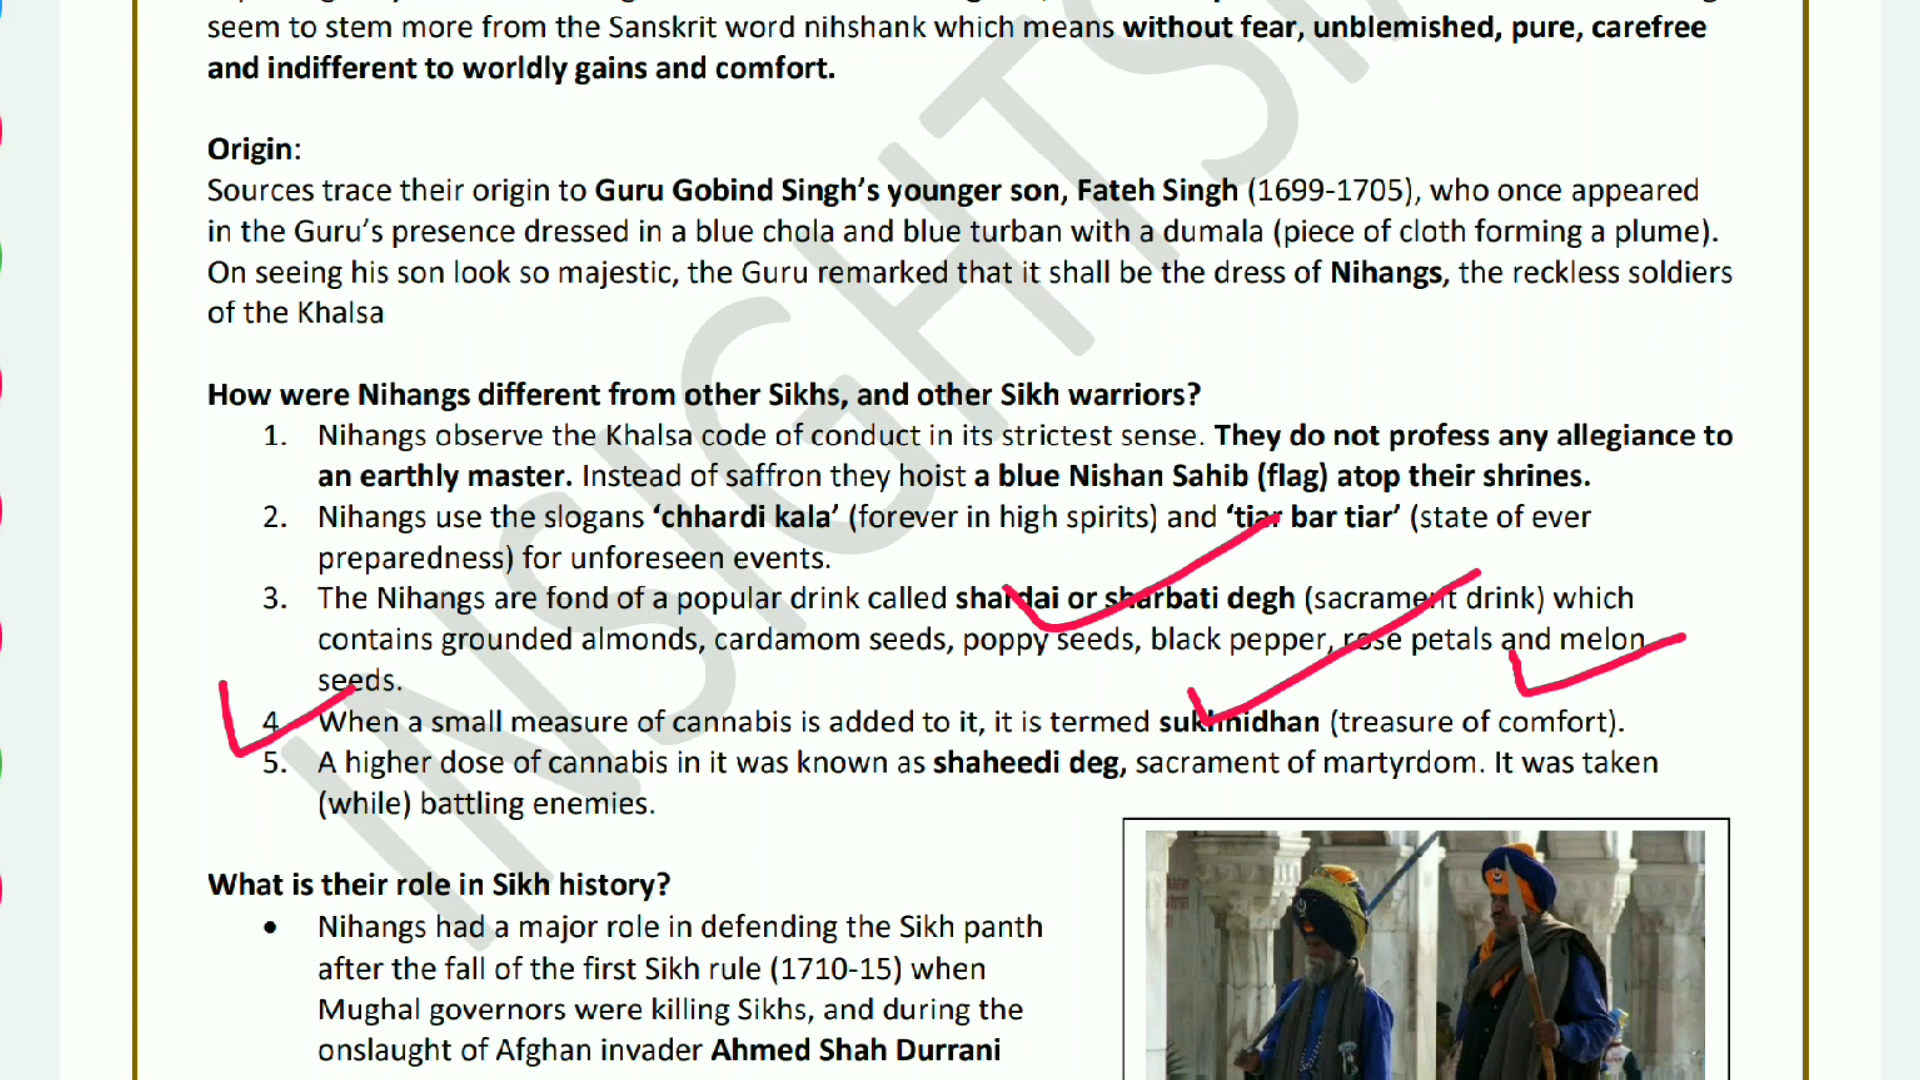 seem to stem more from the Sanskrit word nihshank which means without fear, unblemished, pure, carefree
and indifferent to worldly gains and comfort.
Origin:
Sources trace their origin to Guru Gobind Singh’s younger son, Fateh Singh (1699-1705), who once appeared
in the Guru’s presence dressed in a blue chola and blue turban with a dumala (piece of cloth forming a plume).
On seeing his son look so majestic, the Guru remarked that it shall be the dress of Nihangs, the reckless soldiers
of the Khalsa
How were Nihangs different from other Sikhs, and other Sikh warriors?
1. Nihangs observe the Khalsa code of conduct in its strictest sense. They do not profess any allegiance to
an earthly master. Instead of saffron they hoist a blue Nishan Sahib (flag) atop their shrines.
2. Nihangs use the slogans ‘chhardi kala’ (forever in high spirits) and ‘tiar bar tiar’ (state of ever
preparedness) for unforeseen events.
3. The Nihangs are fond of a popular drink called shardai or sharbati degh (sacrament drink) which
contains grounded almonds, cardamom seeds, poppy seeds, black pepper, rose petals and melon
seeds.
4. When a small measure of cannabis is added to it, it is termed sukhnidhan (treasure of comfort).
5. A higher dose of cannabis in it was known as shaheedi deg, sacrament of martyrdom. It was taken
(while) battling enemies.
What is their role in Sikh history?
• Nihangs had a major role in defending the Sikh panth
after the fall of the first Sikh rule (1710-15) when
Mughal governors were killing Sikhs, and during the
onslaught of Afghan invader Ahmed Shah Durrani
INSIGHTS